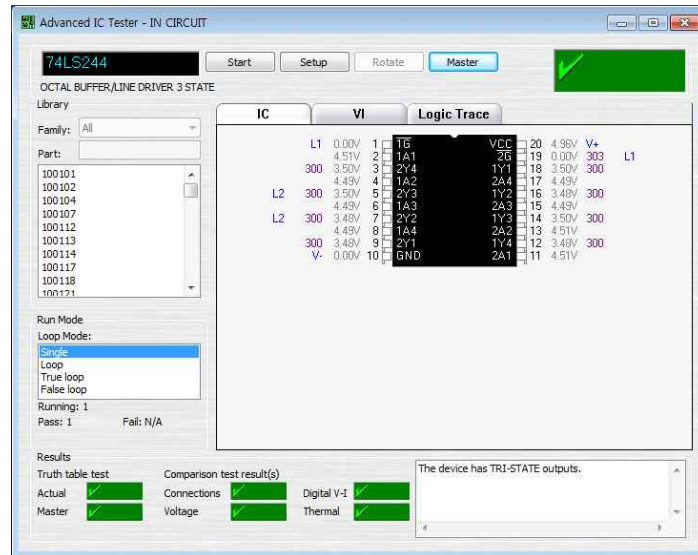 Advanced IC Tester - IN CIRCUIT
74LS244
Start
Setup
Rotate
Master
OCTAL BUFFER/LINE DRIVER 3 STATE
Library
Family: All
Part:
100101
100102
100104
100107
100112
100113
100114
100117
100118
100121
IC
VI
Logic Trace
L1 0.00V 1 1G VCC 20 4.96V V+
4.51V 2 1A1 2G 19 0.00V 303 L1
300 3.50V 3 2Y4 1Y1 18 3.50V 300
4.49V 4 1A2 2A4 17 4.49V
L2 300 3.50V 5 2Y3 1Y2 16 3.48V 300
4.49V 6 1A3 2A3 15 4.49V
L2 300 3.48V 7 2Y2 1Y3 14 3.50V 300
4.49V 8 1A4 2A2 13 4.51V
300 3.48V 9 2Y1 1Y4 12 3.48V 300
V- 0.00V 10 GND 2A1 11 4.51V
Run Mode
Loop Mode:
Single
Loop
True loop
False loop
Running: 1
Pass: 1 Fail: N/A
Results
Truth table test
Comparison test result(s)
Actual
Connections
Digital V-I
Master
Voltage
Thermal
The device has TRI-STATE outputs.